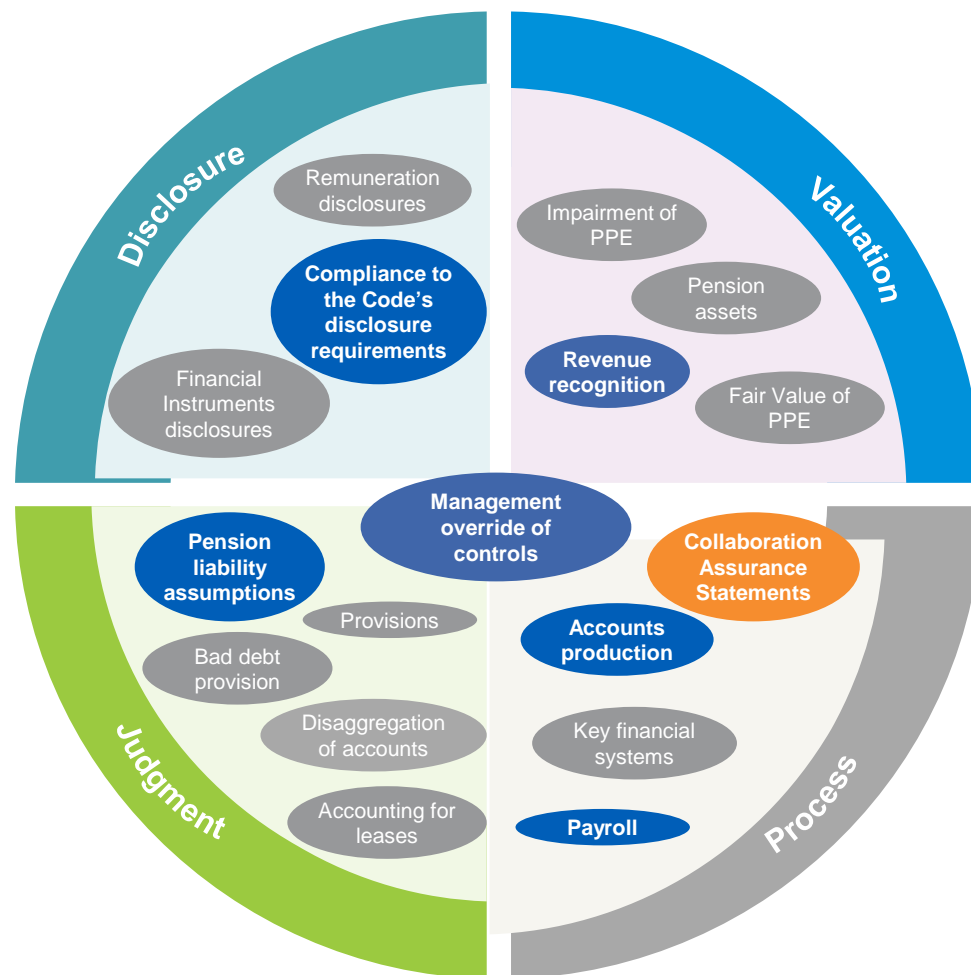 Disclosure
Remuneration
disclosures
Compliance to
the Code's
disclosure
requirements
Financial
Instruments
disclosures
Valuation
Impairment of
PPE
Pension
assets
Revenue
recognition
Fair Value of
PPE
Management
override of
controls
Judgment
Pension
liability
assumptions
Provisions
Bad debt
provision
Disaggregation
of accounts
Accounting for
leases
Process
Collaboration
Assurance
Statements
Accounts
production
Key financial
systems
Payroll